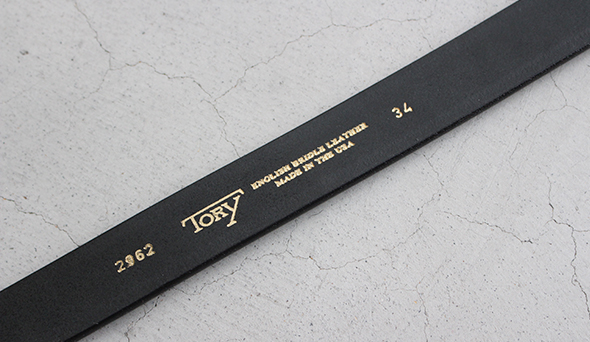 2962
TORY
ENGLISH BRIDLE LEATHER
MADE IN THE USA
34